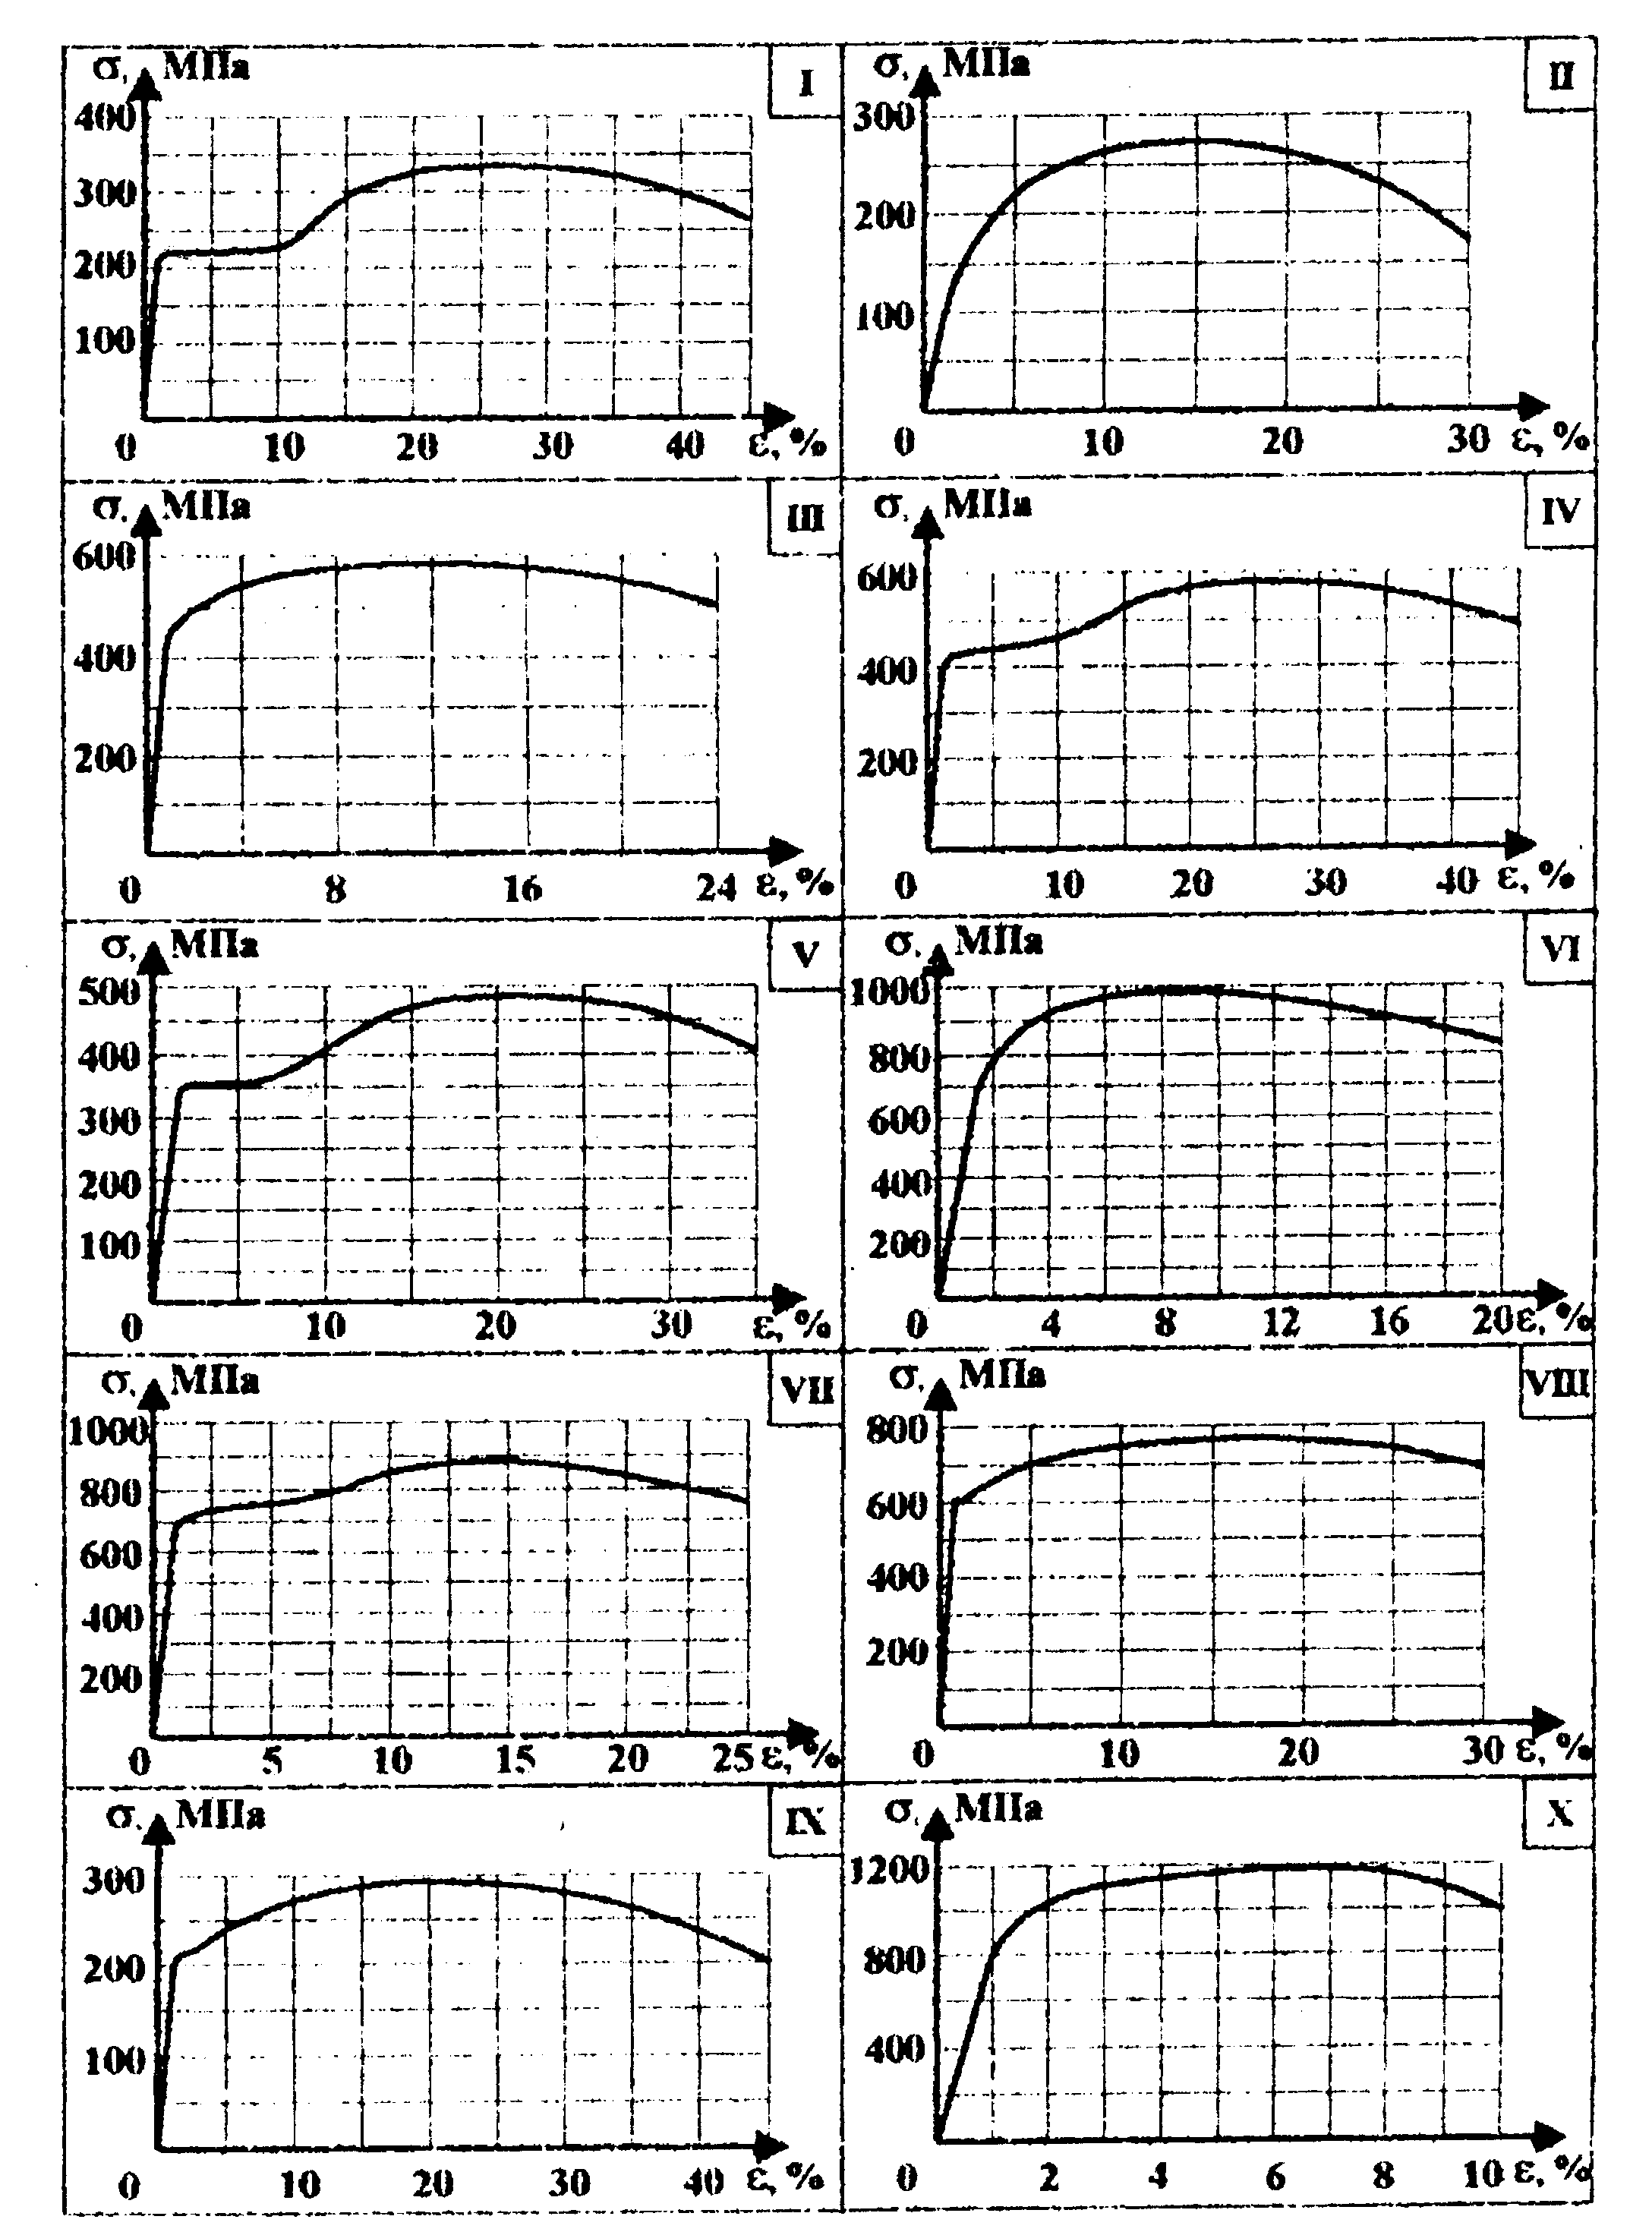 σ, МПа I
400
300
200
100
0 10 20 30 40 ε, %
σ, МПа II
300
200
100
0 10 20 30 ε, %
σ, МПа III
600
400
200
0 8 16 24 ε, %
σ, МПа IV
600
400
200
0 10 20 30 40 ε, %
σ, МПа V
500
400
300
200
100
0 10 20 30 ε, %
σ, МПа VI
1000
800
600
400
200
0 4 8 12 16 20 ε, %
σ, МПа VII
1000
800
600
400
200
0 5 10 15 20 25 ε, %
σ, МПа VIII
800
600
400
200
0 10 20 30 ε, %
σ, МПа IX
300
200
100
0 10 20 30 40 ε, %
σ, МПа X
1200
800
400
0 2 4 6 8 10 ε, %